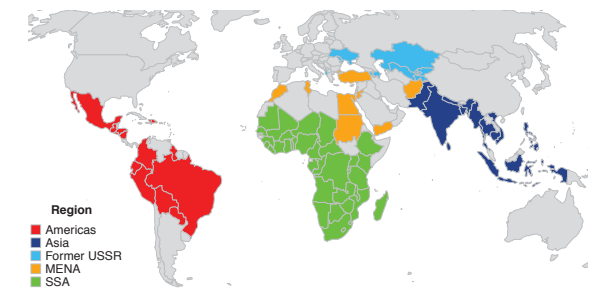 Region
Americas
Asia
Former USSR
MENA
SSA